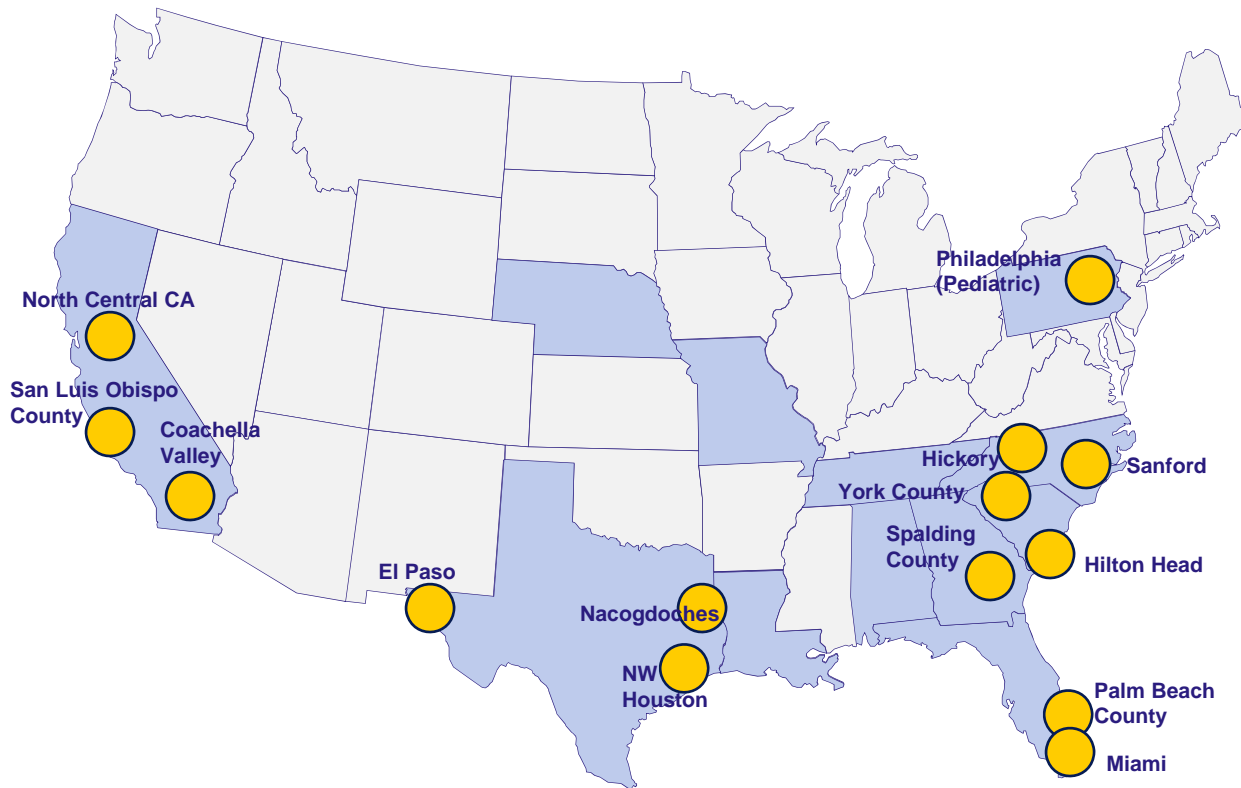 Philadelphia
(Pediatric)
North Central CA
San Luis Obispo
County
Coachella
Valley
Hickory
Sanford
York County
Spalding
County
Hilton Head
El Paso
Nacogdoches
NW
Houston
Palm Beach
County
Miami